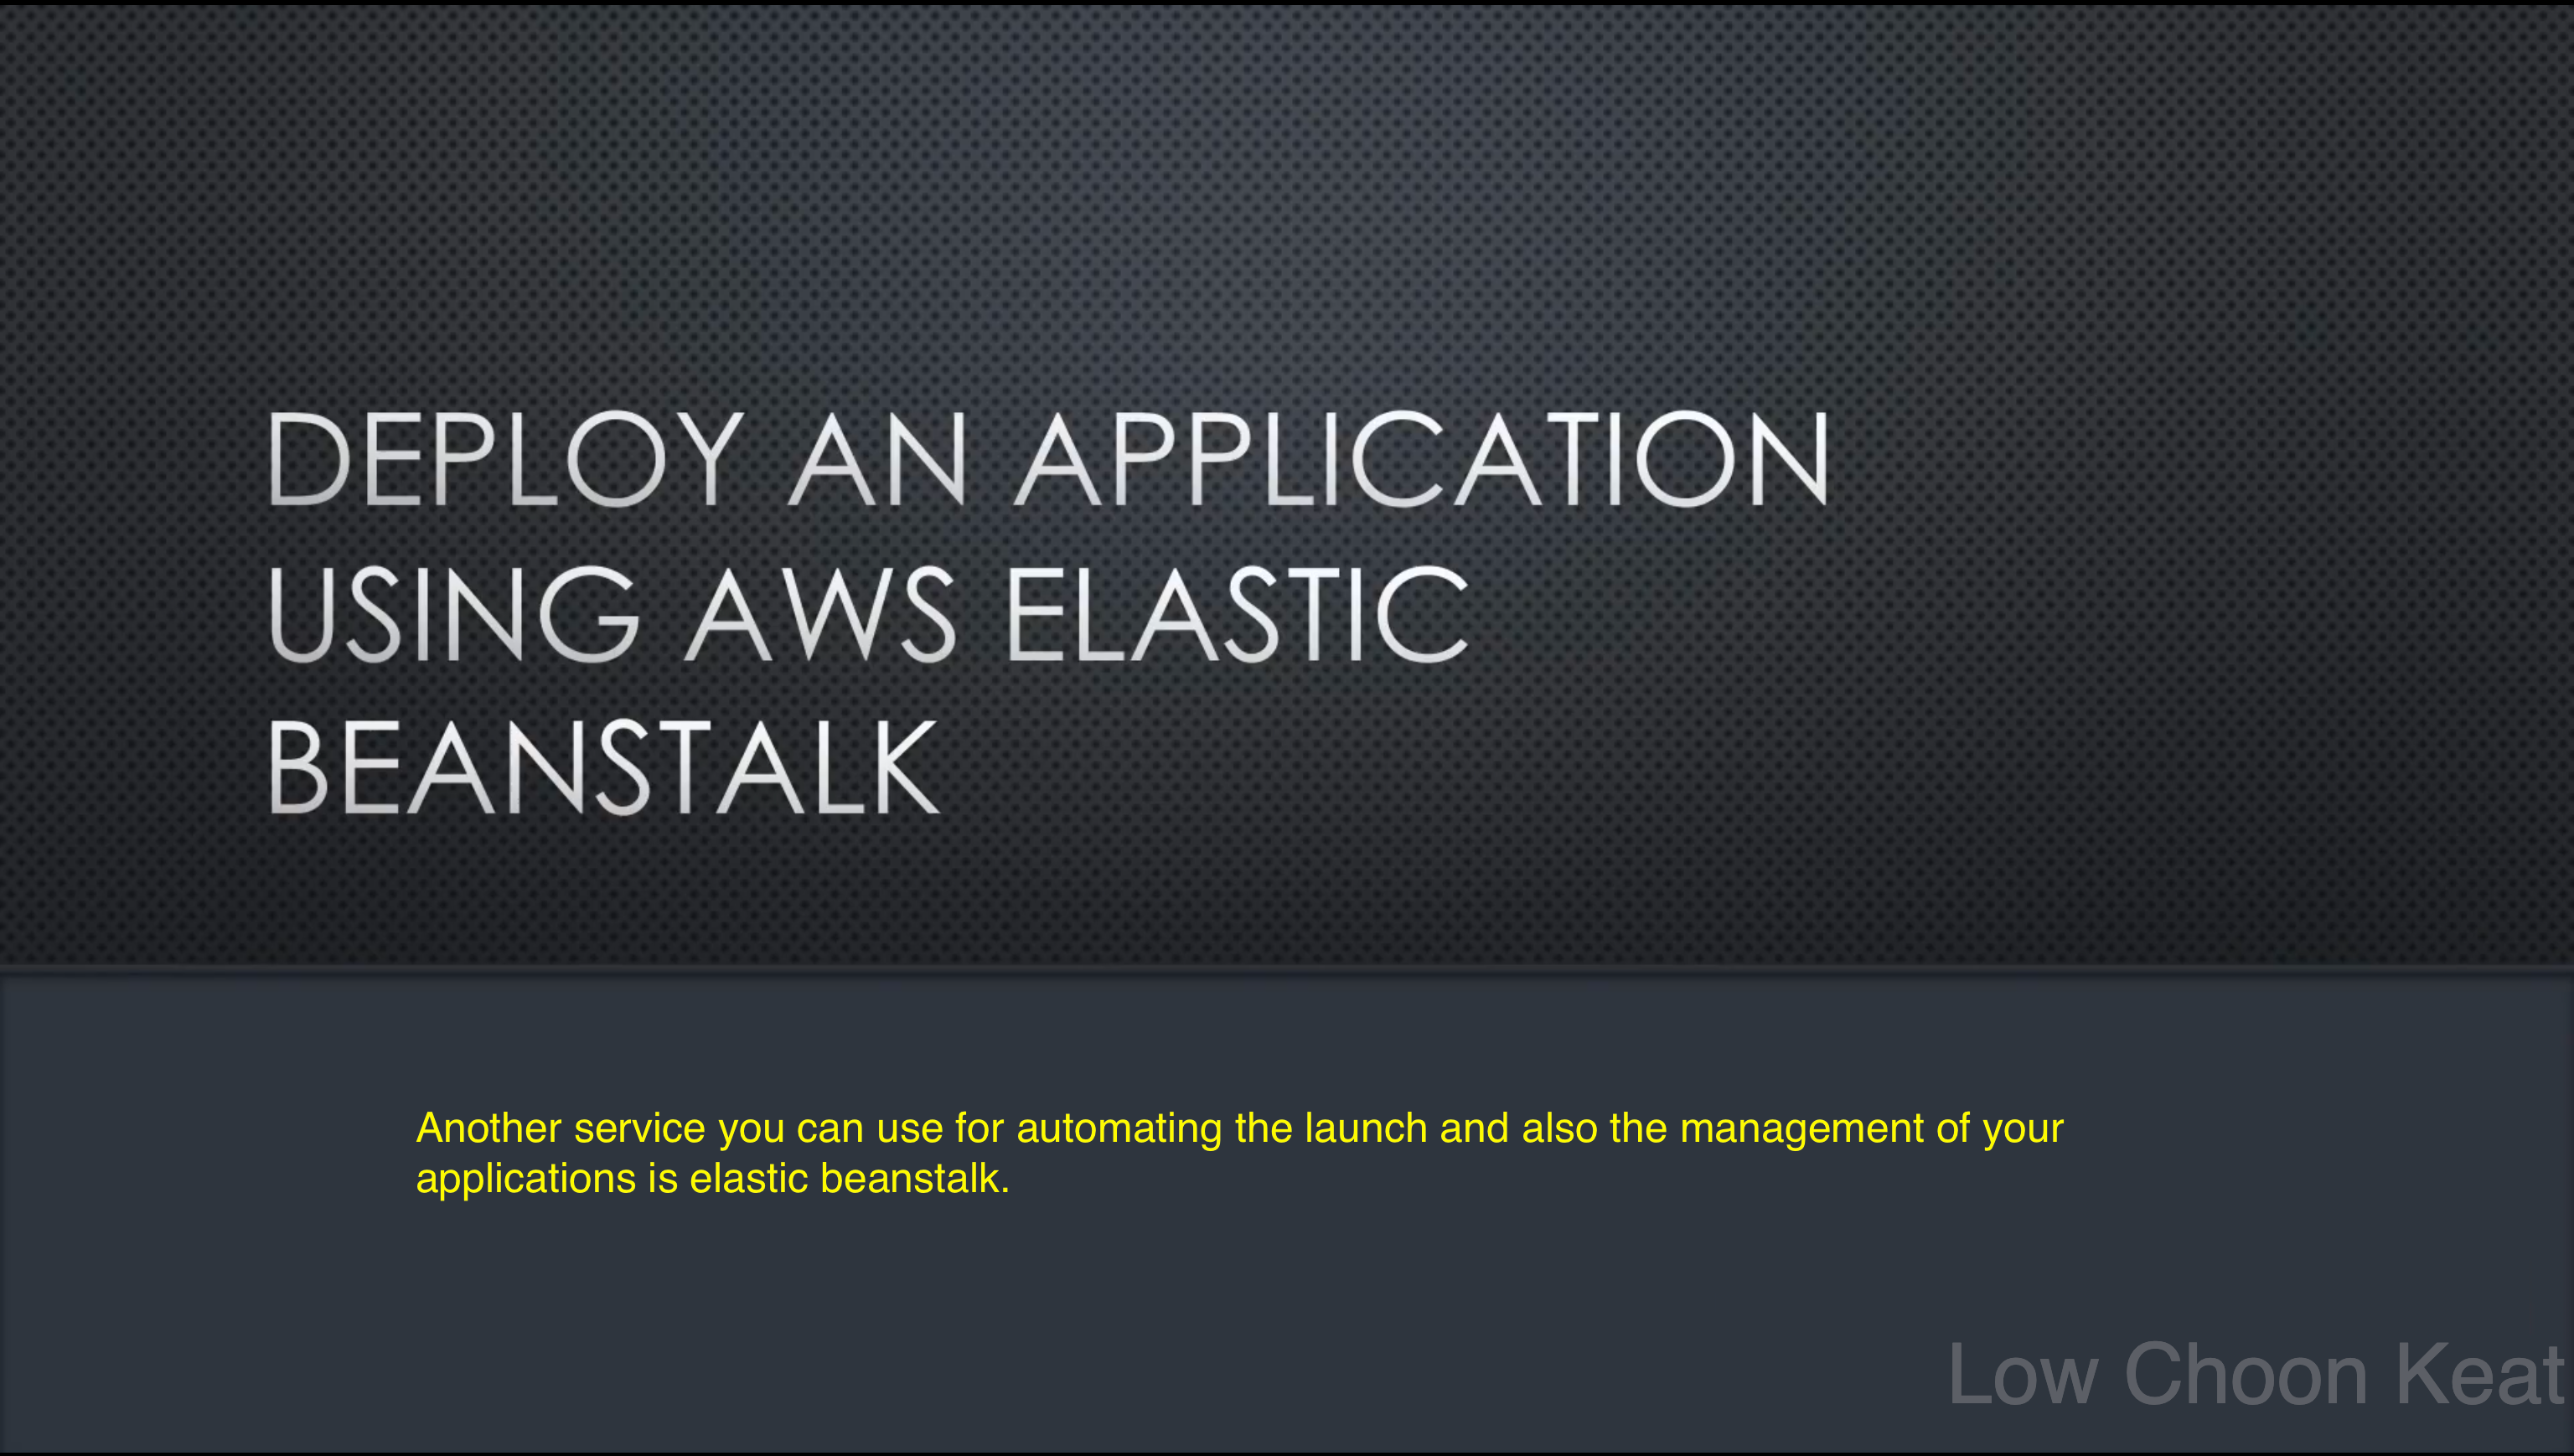 DEPLOY AN APPLICATION
USING AWS ELASTIC
BEANSTALK
Another service you can use for automating the launch and also the management of your
applications is elastic beanstalk.
Low Choon Keat